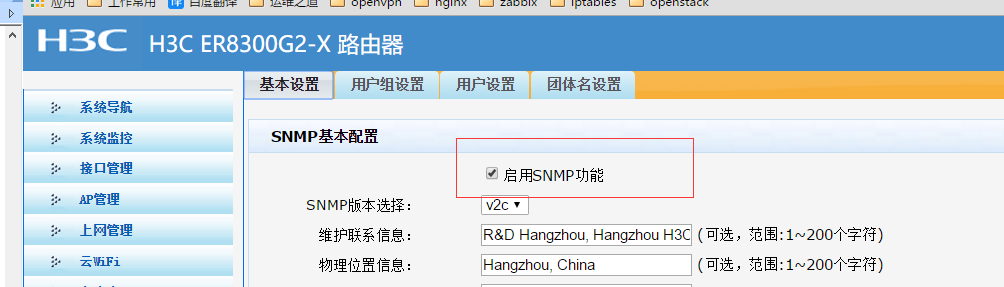 应用 工作常用 译 百度翻译 运维之道 openvpn nginx zabbix iptables openstack
H3C H3C ER8300G2-X 路由器
基本设置 用户组设置 用户设置 团体名设置
系统导航
系统监控
接口管理
AP管理
上网管理
云WiFi
SNMP基本配置
启用SNMP功能
SNMP版本选择： v2c
维护联系信息： R&D Hangzhou, Hangzhou H3C (可选，范围:1~200个字符)
物理位置信息： Hangzhou, China (可选，范围:1~200个字符)